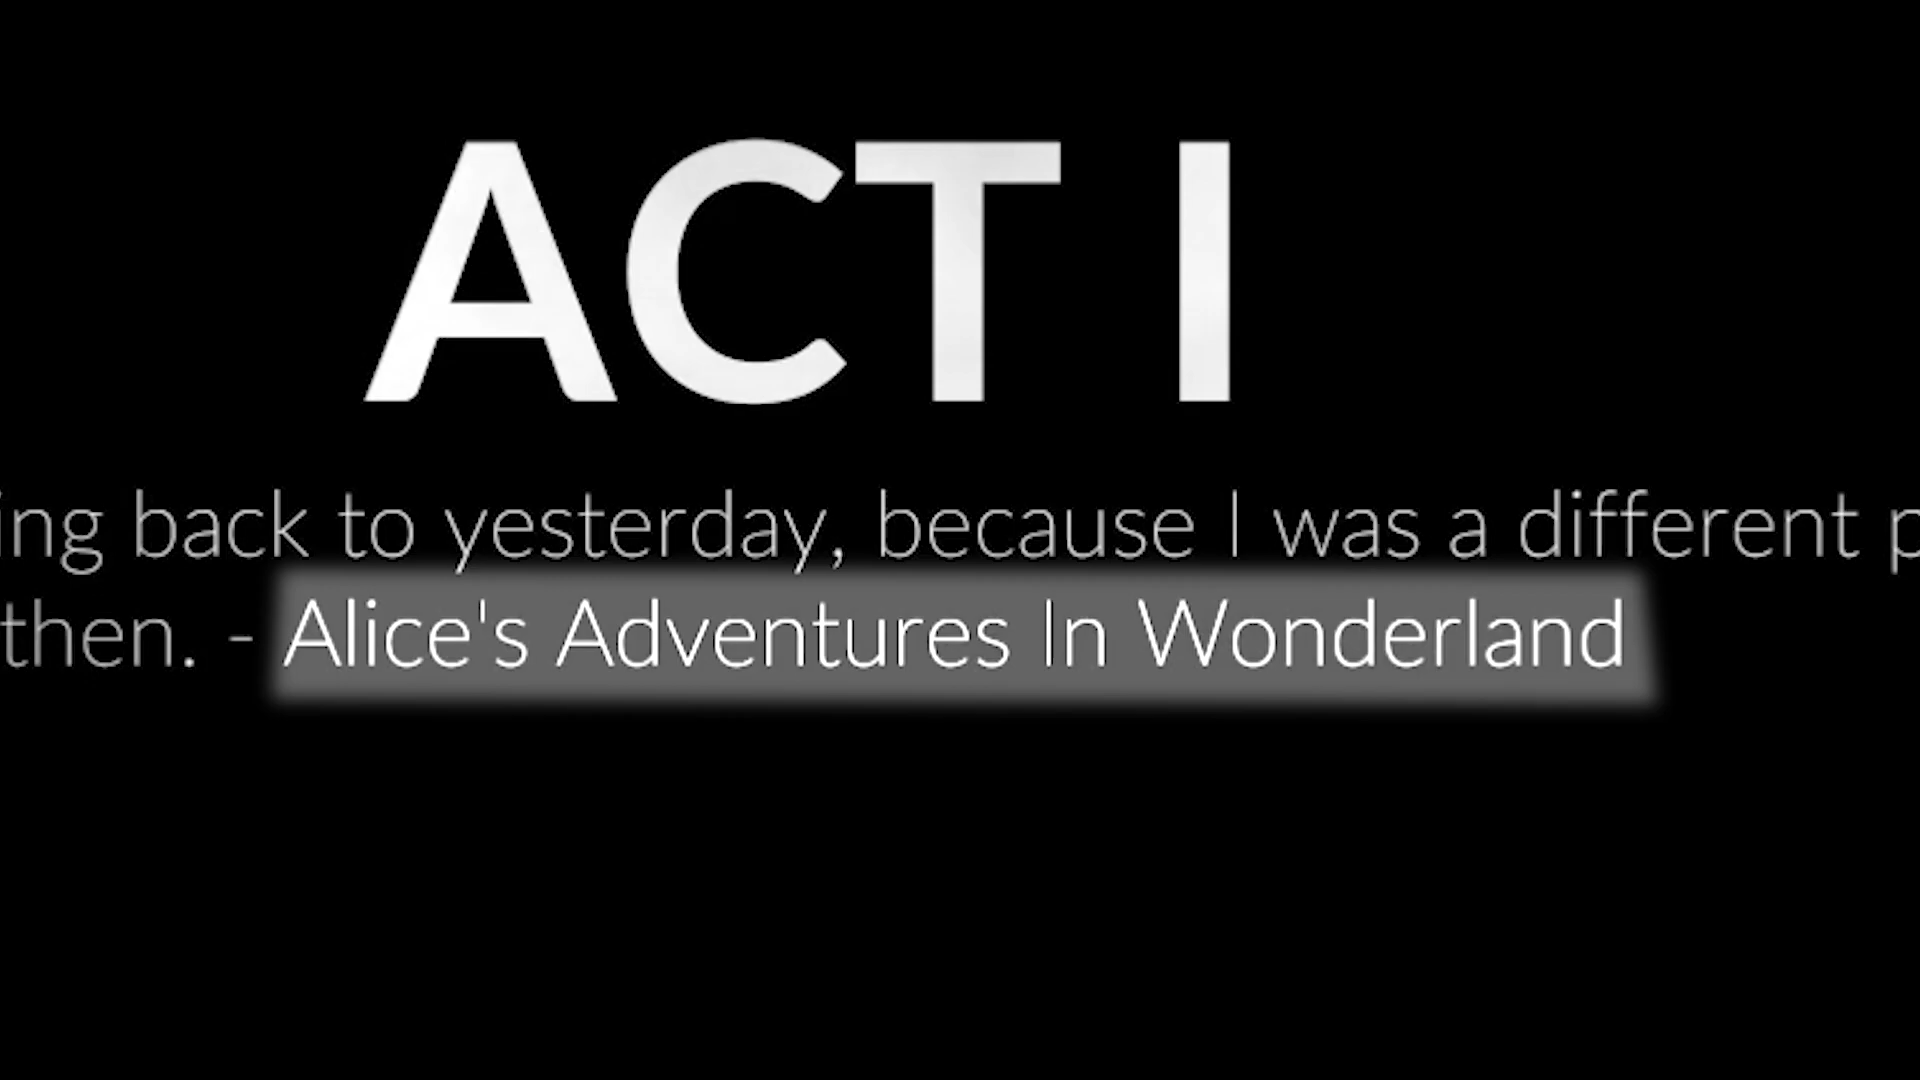 ACT I
ing back to yesterday, because I was a different p
then. - Alice's Adventures In Wonderland